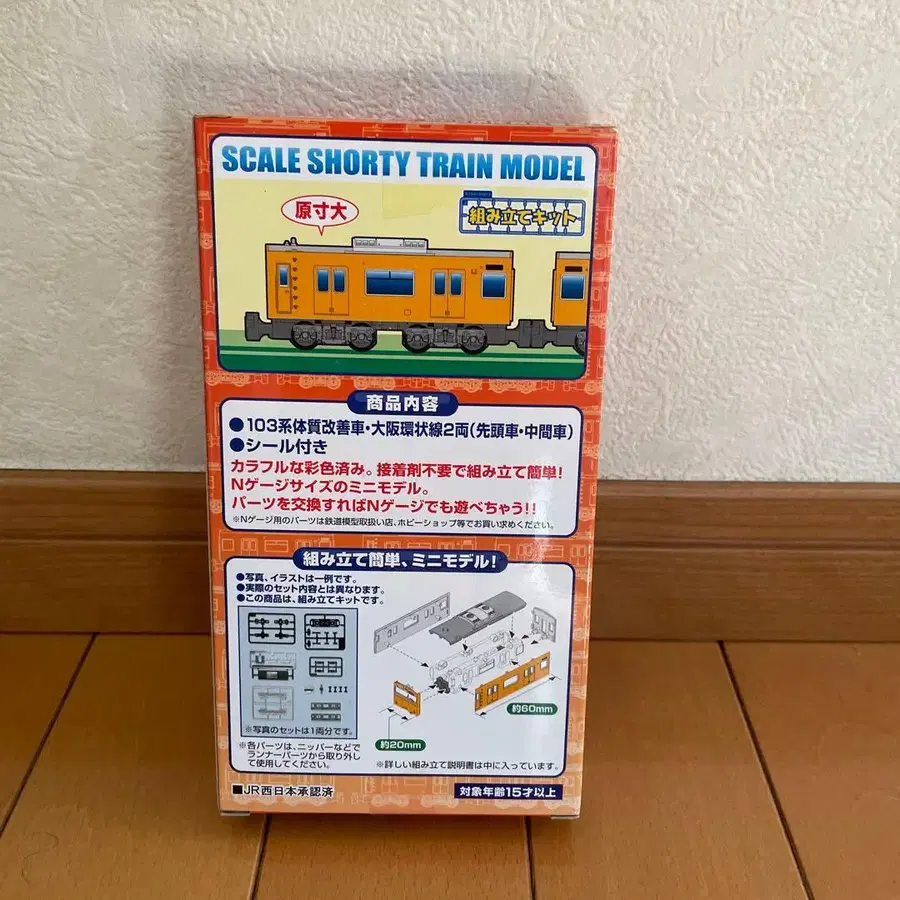 SCALE SHORTY TRAIN MODEL
原寸大
組み立てキット
商品内容
●103系体質改善車・大阪環状線2両(先頭車・中間車)
●シール付き
カラフルな彩色済み。接着剤不要で組み立て簡単!
Nゲージサイズのミニモデル。
パーツを交換すればNゲージでも遊べちゃう!!
※Nゲージ用のパーツは鉄道模型取扱い店、ホビーショップ等でお買い求めください。
組み立て簡単、ミニモデル!
●写真、イラストは一例です。
●実際のセット内容とは異なります。
●この商品は、組み立てキットです。
※写真のセットは1両分です。
約60mm
約20mm
※各パーツは、ニッパーなどで
ランナーパーツから取り外し
て使用してください。
※詳しい組み立て説明書は中に入っています。
■JR西日本承認済
対象年齢15才以上